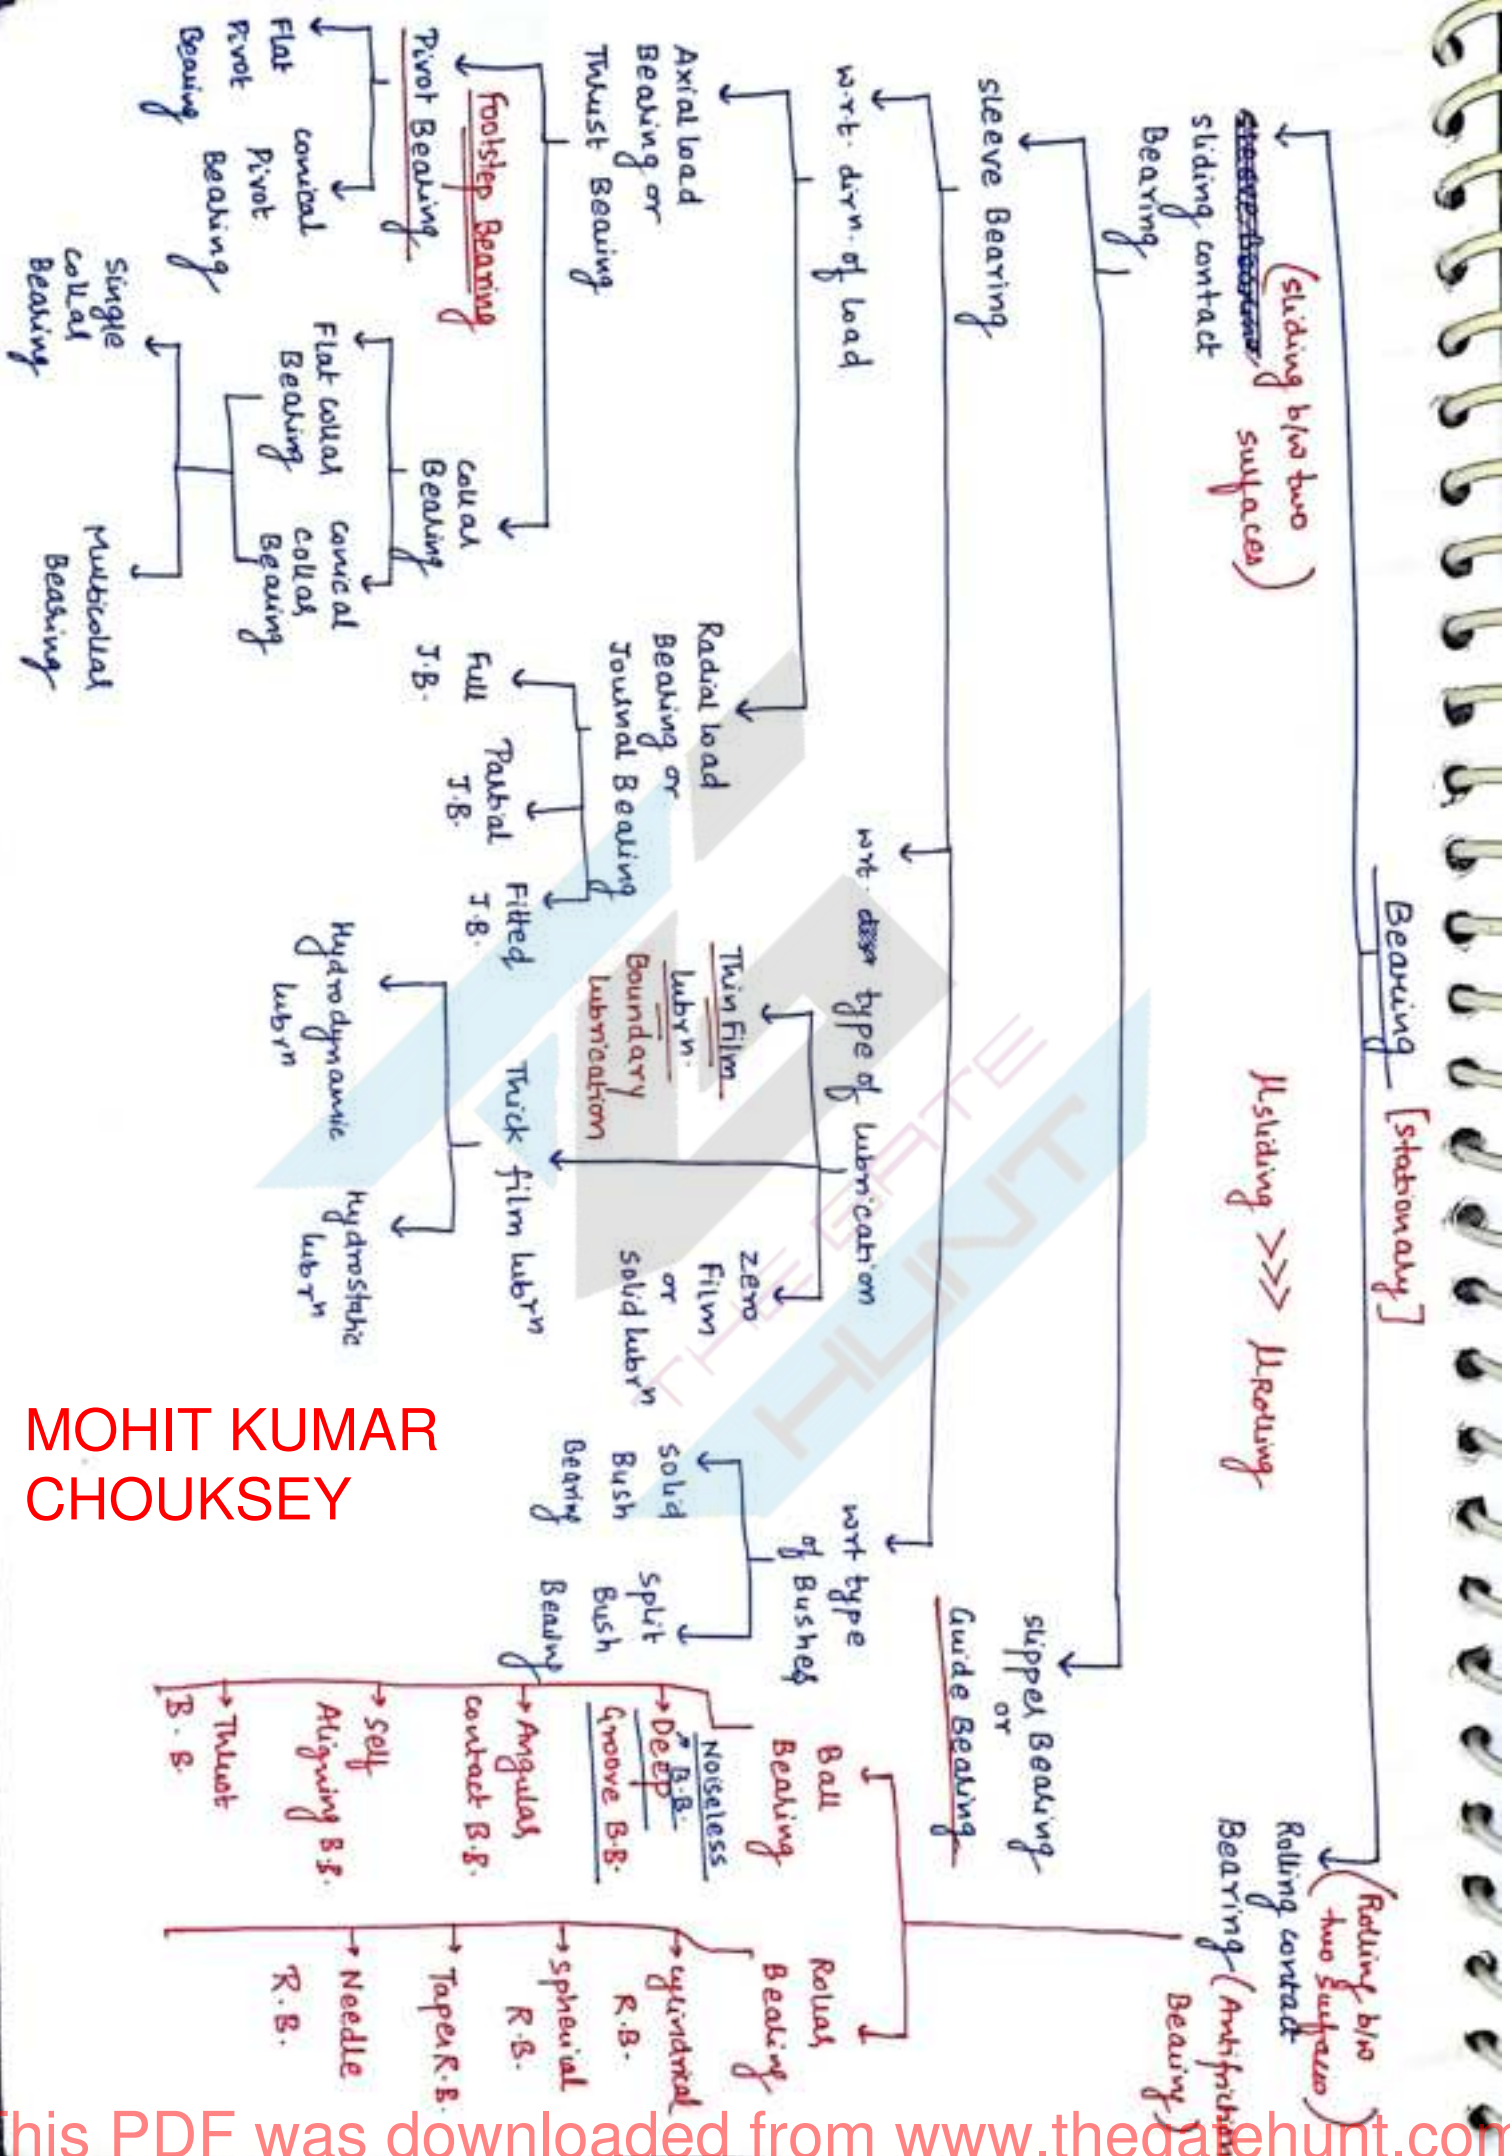 Bearing [stationary]
(sliding b/w two
surfaces)
sliding contact
Bearing
μsliding >>> μRolling
(Rolling b/w
two surfaces)
Rolling contact
Bearing (Antifriction
Bearing)
sleeve Bearing
slipper Bearing
or
Guide Bearing
w.r.t. dirn. of load
wrt. type of lubrication
wrt type
of Bushes
Axial load
Bearing or
Thrust Bearing
Radial load
Bearing or
Journal Bearing
Thin Film
lubrn.
Boundary
lubrication
Thick film lubrⁿ
zero
Film
or
solid lubrⁿ
solid
Bush
Bearing
split
Bush
Bearing
Footstep Bearing
Pivot Bearing
collar
Bearing
Full
J.B.
Partial
J.B.
Fitted
J.B.
Hydrodynamic
lubrⁿ
Hydrostatic
lubrⁿ
Flat
Pivot
Bearing
conical
Pivot
Bearing
Flat collar
Bearing
conical
collar
Bearing
Single
collar
Bearing
Multicollar
Bearing
Ball
Bearing
Noiseless
B.B.
Deep
Groove B.B.
Angular
contact B.B.
Self
Aligning B.B.
Thrust
B.B.
Roller
Bearing
cylindrical
R.B.
spherical
R.B.
Taper R.B.
Needle
R.B.
THE GATE
HUNT
MOHIT KUMAR
CHOUKSEY
his PDF was downloaded from www.thegatehunt.com